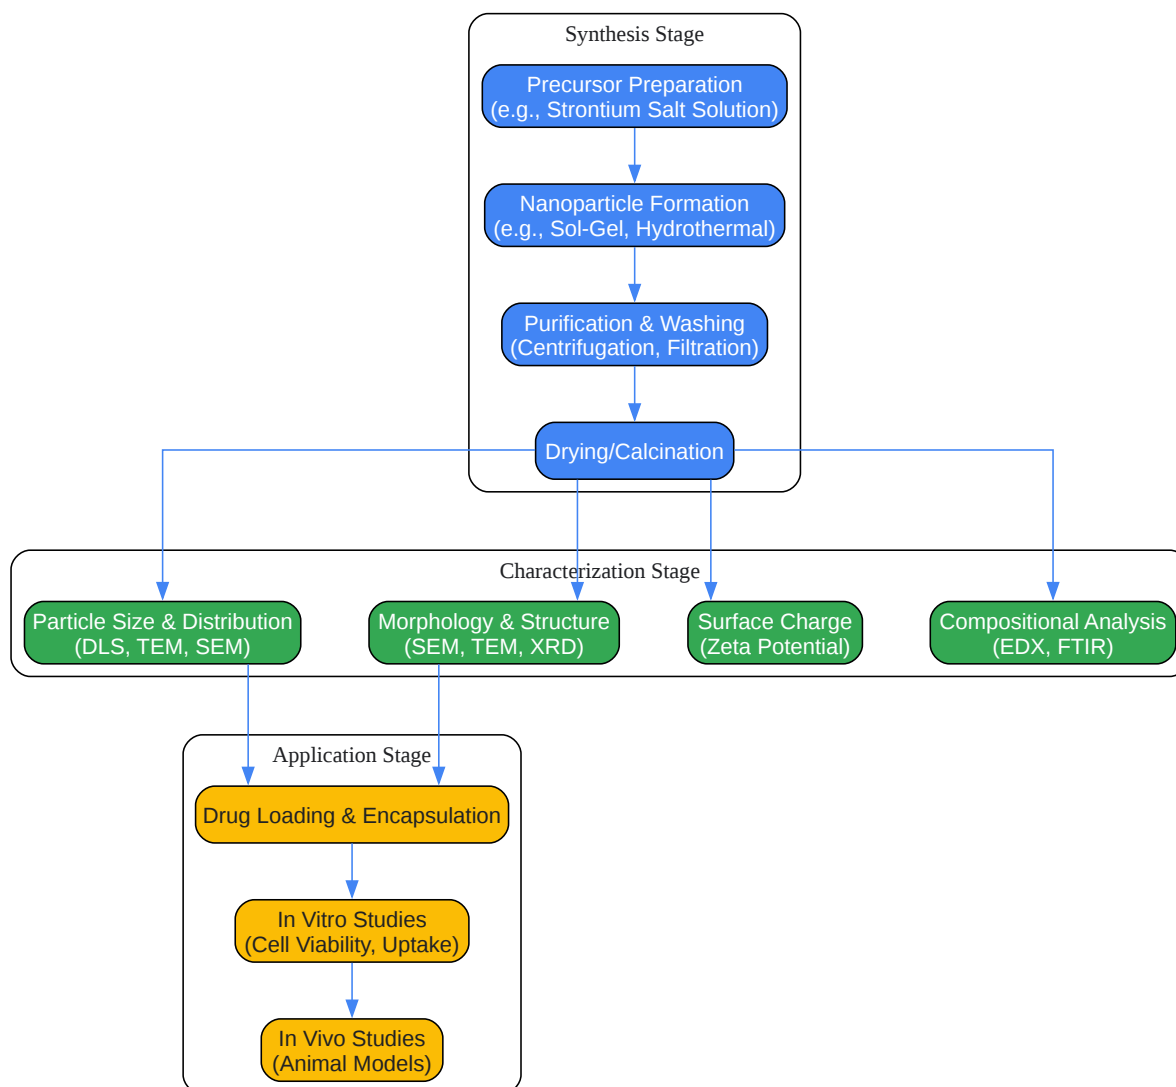 Synthesis Stage
Precursor Preparation
(e.g., Strontium Salt Solution)
Nanoparticle Formation
(e.g., Sol-Gel, Hydrothermal)
Purification & Washing
(Centrifugation, Filtration)
Drying/Calcination
Characterization Stage
Particle Size & Distribution
(DLS, TEM, SEM)
Morphology & Structure
(SEM, TEM, XRD)
Surface Charge
(Zeta Potential)
Compositional Analysis
(EDX, FTIR)
Application Stage
Drug Loading & Encapsulation
In Vitro Studies
(Cell Viability, Uptake)
In Vivo Studies
(Animal Models)